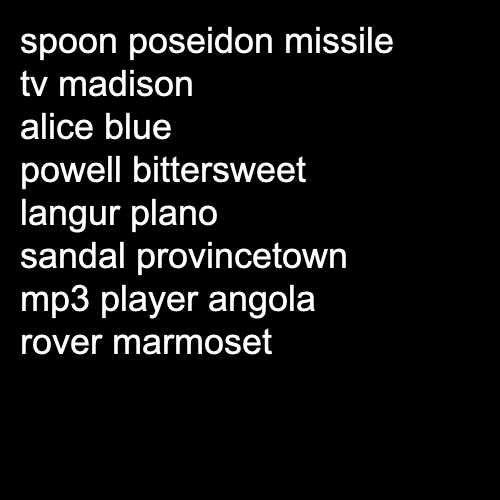 spoon poseidon missile
tv madison
alice blue
powell bittersweet
langur plano
sandal provincetown
mp3 player angola
rover marmoset